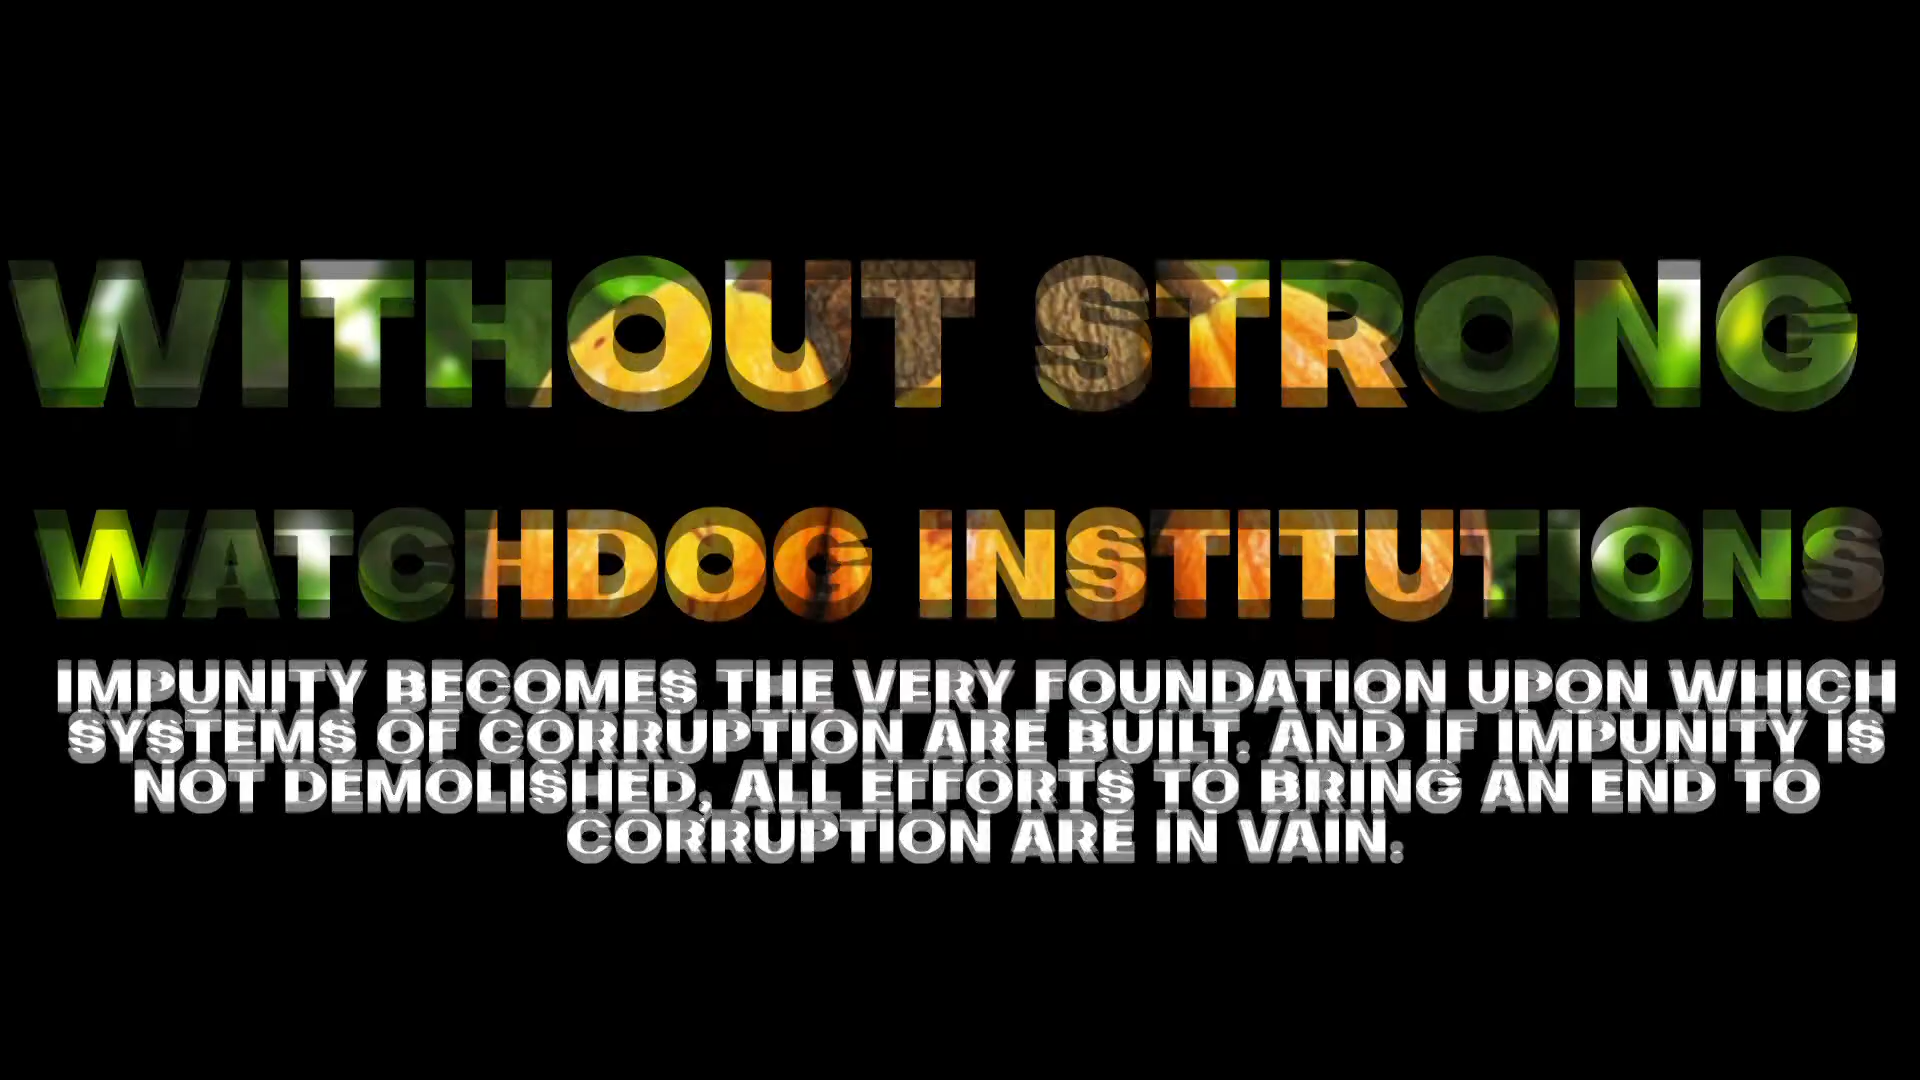 WITHOUT STRONG
WATCHDOG INSTITUTIONS
IMPUNITY BECOMES THE VERY FOUNDATION UPON WHICH
SYSTEMS OF CORRUPTION ARE BUILT. AND IF IMPUNITY IS
NOT DEMOLISHED, ALL EFFORTS TO BRING AN END TO
CORRUPTION ARE IN VAIN.